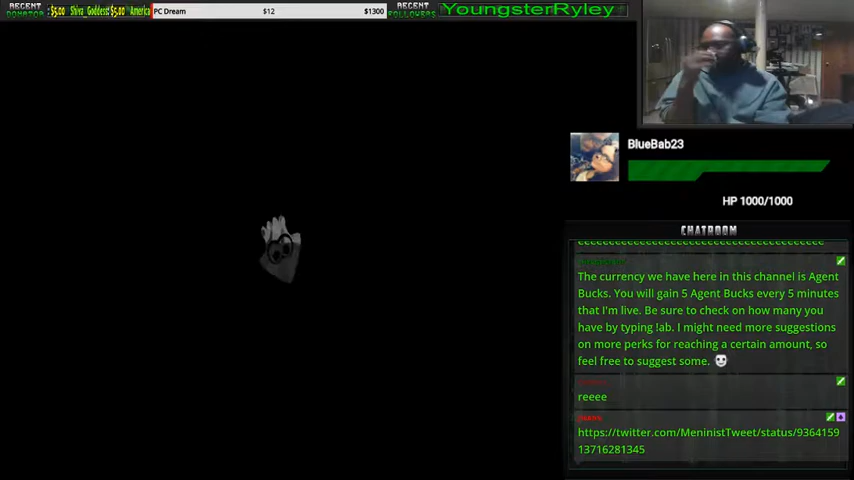 RECENT DONATOR
:$5.00 Shiva_Goddess:$5.00 America
PC Dream $12 $1300
RECENT FOLLOWERS
YoungsterRyley
BlueBab23
HP 1000/1000
CHATROOM
The currency we have here in this channel is Agent
Bucks. You will gain 5 Agent Bucks every 5 minutes
that I'm live. Be sure to check on how many you
have by typing !ab. I might need more suggestions
on more perks for reaching a certain amount, so
feel free to suggest some.
reeee
https://twitter.com/MeninistTweet/status/9364159
13716281345